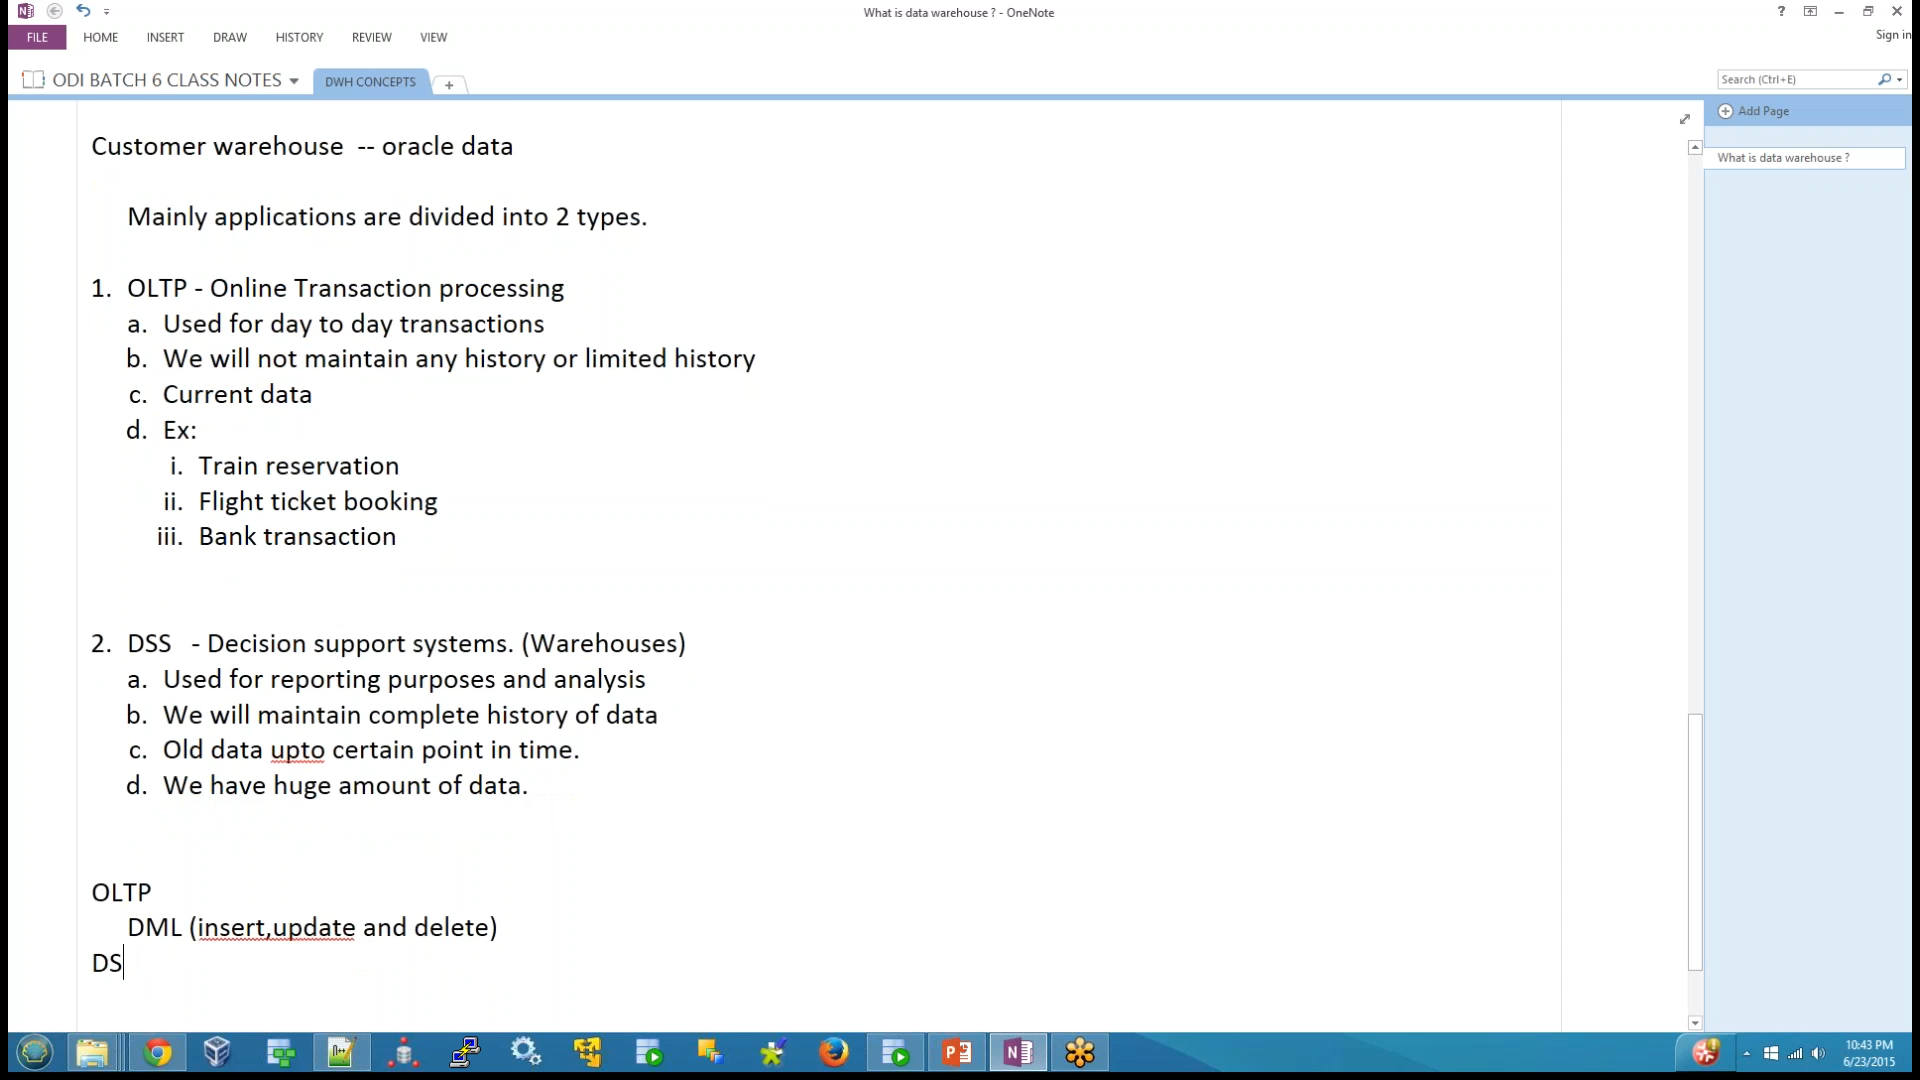 What is data warehouse ? - OneNote
?
FILE HOME INSERT DRAW HISTORY REVIEW VIEW
Sign in
ODI BATCH 6 CLASS NOTES
DWH CONCEPTS
+
Search (Ctrl+E)
Add Page
What is data warehouse ?
Customer warehouse -- oracle data
Mainly applications are divided into 2 types.
1. OLTP - Online Transaction processing
a. Used for day to day transactions
b. We will not maintain any history or limited history
c. Current data
d. Ex:
i. Train reservation
ii. Flight ticket booking
iii. Bank transaction
2. DSS - Decision support systems. (Warehouses)
a. Used for reporting purposes and analysis
b. We will maintain complete history of data
c. Old data upto certain point in time.
d. We have huge amount of data.
OLTP
DML (insert,update and delete)
DS
10:43 PM
6/23/2015